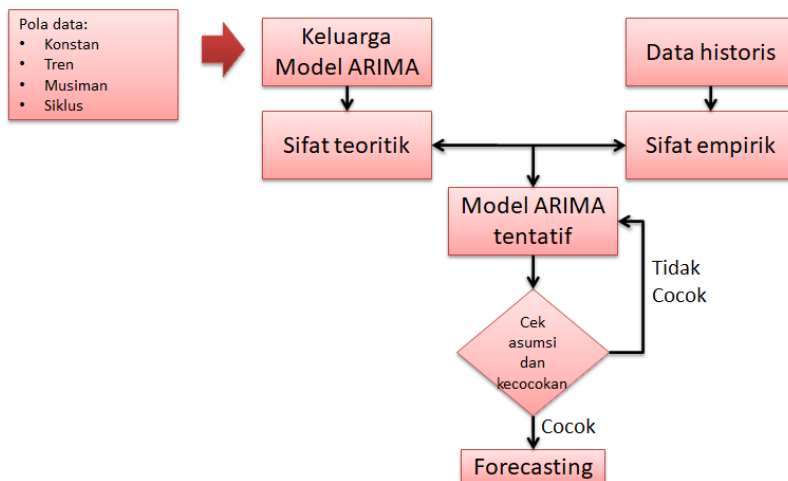 Pola data:
• Konstan
• Tren
• Musiman
• Siklus
Keluarga
Model ARIMA
Data historis
Sifat teoritik
Sifat empirik
Model ARIMA
tentatif
Tidak
Cocok
Cek
asumsi
dan
kecocokan
Cocok
Forecasting